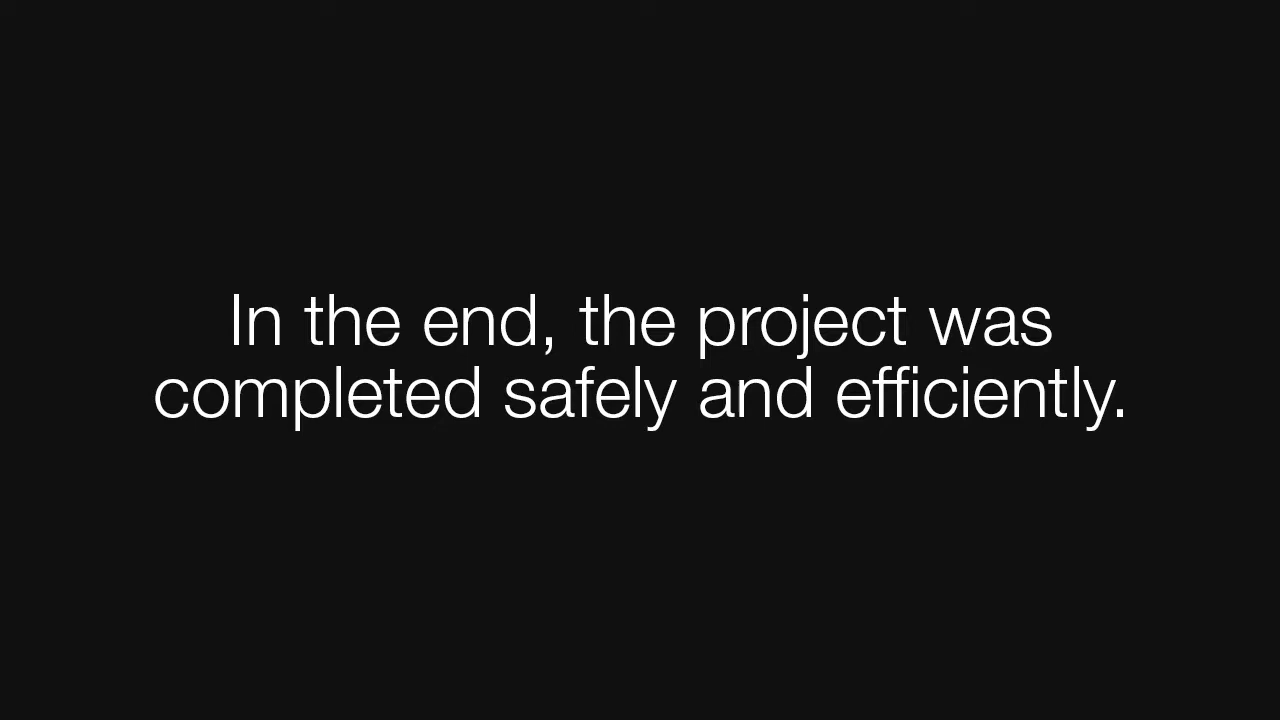 In the end, the project was
completed safely and efficiently.